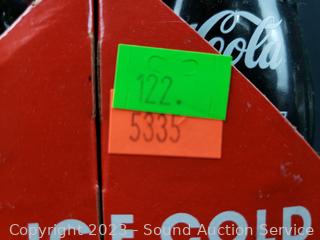 Coca-Cola
122.
5335
ICE COLD
Copyright 2023 - Sound Auction Service